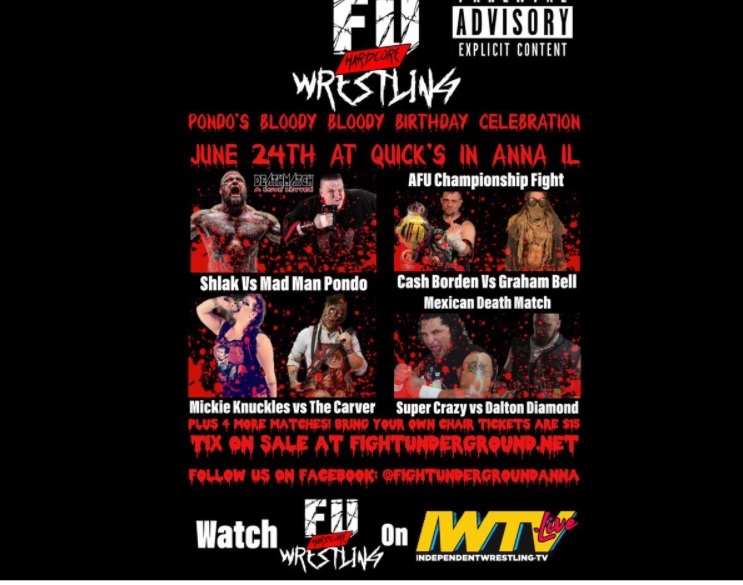 PARENTAL
ADVISORY
EXPLICIT CONTENT
FU
HARDCORE
WRESTLING
PONDO'S BLOODY BLOODY BIRTHDAY CELEBRATION
JUNE 24TH AT QUICK'S IN ANNA IL
DEATHMATCH
AFU Championship Fight
Shlak Vs Mad Man Pondo
Cash Borden Vs Graham Bell
Mexican Death Match
Mickie Knuckles vs The Carver
Super Crazy vs Dalton Diamond
PLUS 4 MORE MATCHES! BRING YOUR OWN CHAIR TICKETS ARE $15
TIX ON SALE AT FIGHTUNDERGROUND.NET
FOLLOW US ON FACEBOOK: @FIGHTUNDERGROUNDANNA
Watch FU HARDCORE WRESTLING On IWTV Live
INDEPENDENTWRESTLING.TV